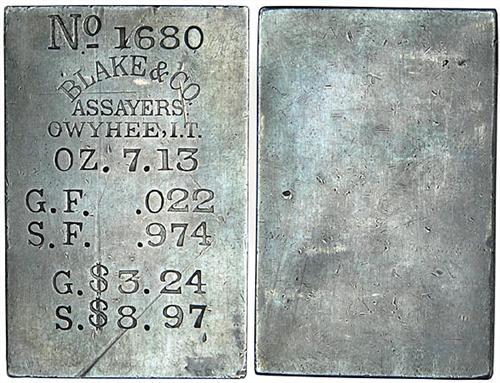 No 1680
BLAKE & CO
ASSAYERS
OWYHEE, I.T.
OZ. 7.13
G.F. .022
S.F. .974
G.$3.24
S.$8.97